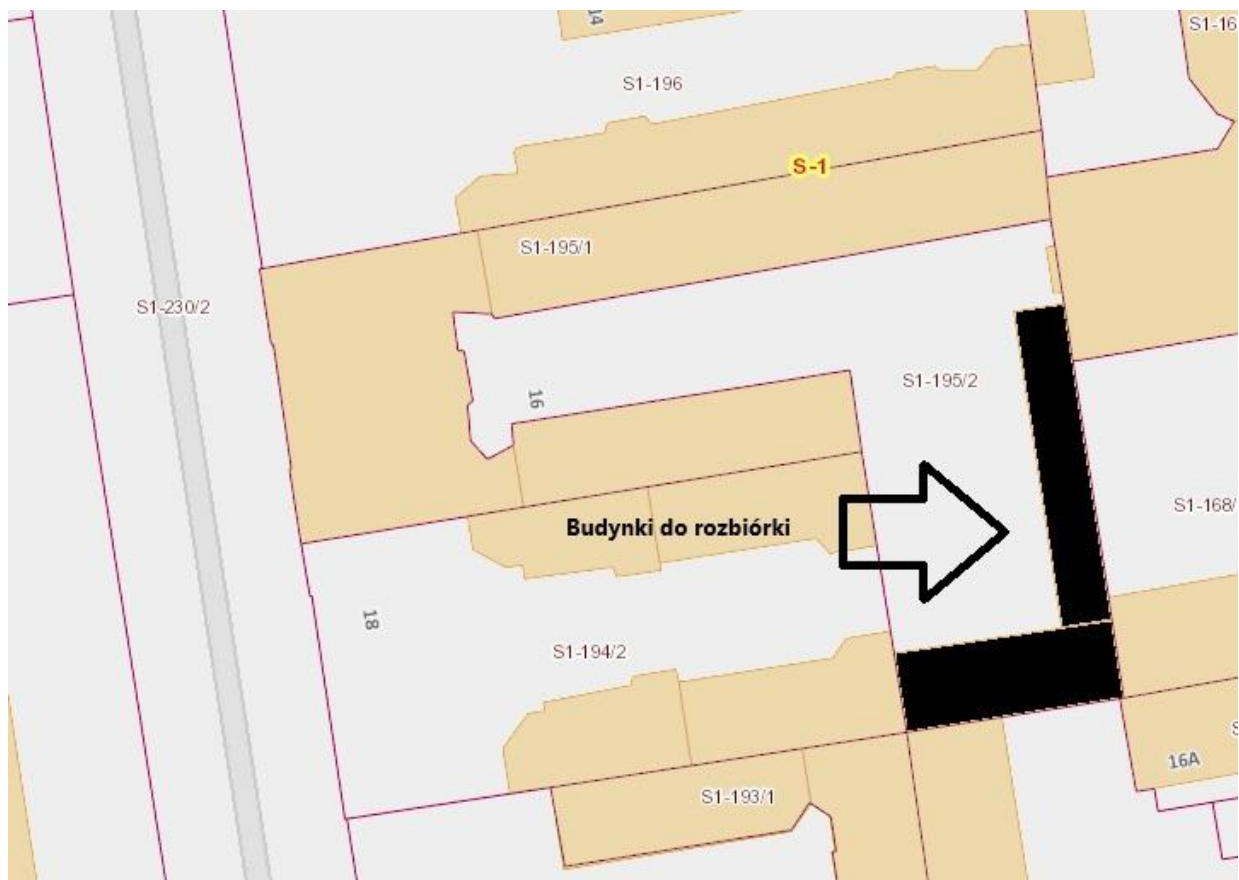 14
S1-16
S1-196
S-1
S1-195/1
S1-230/2
S1-195/2
16
S1-168/
Budynki do rozbiórki
18
S1-194/2
S
16A
S1-193/1